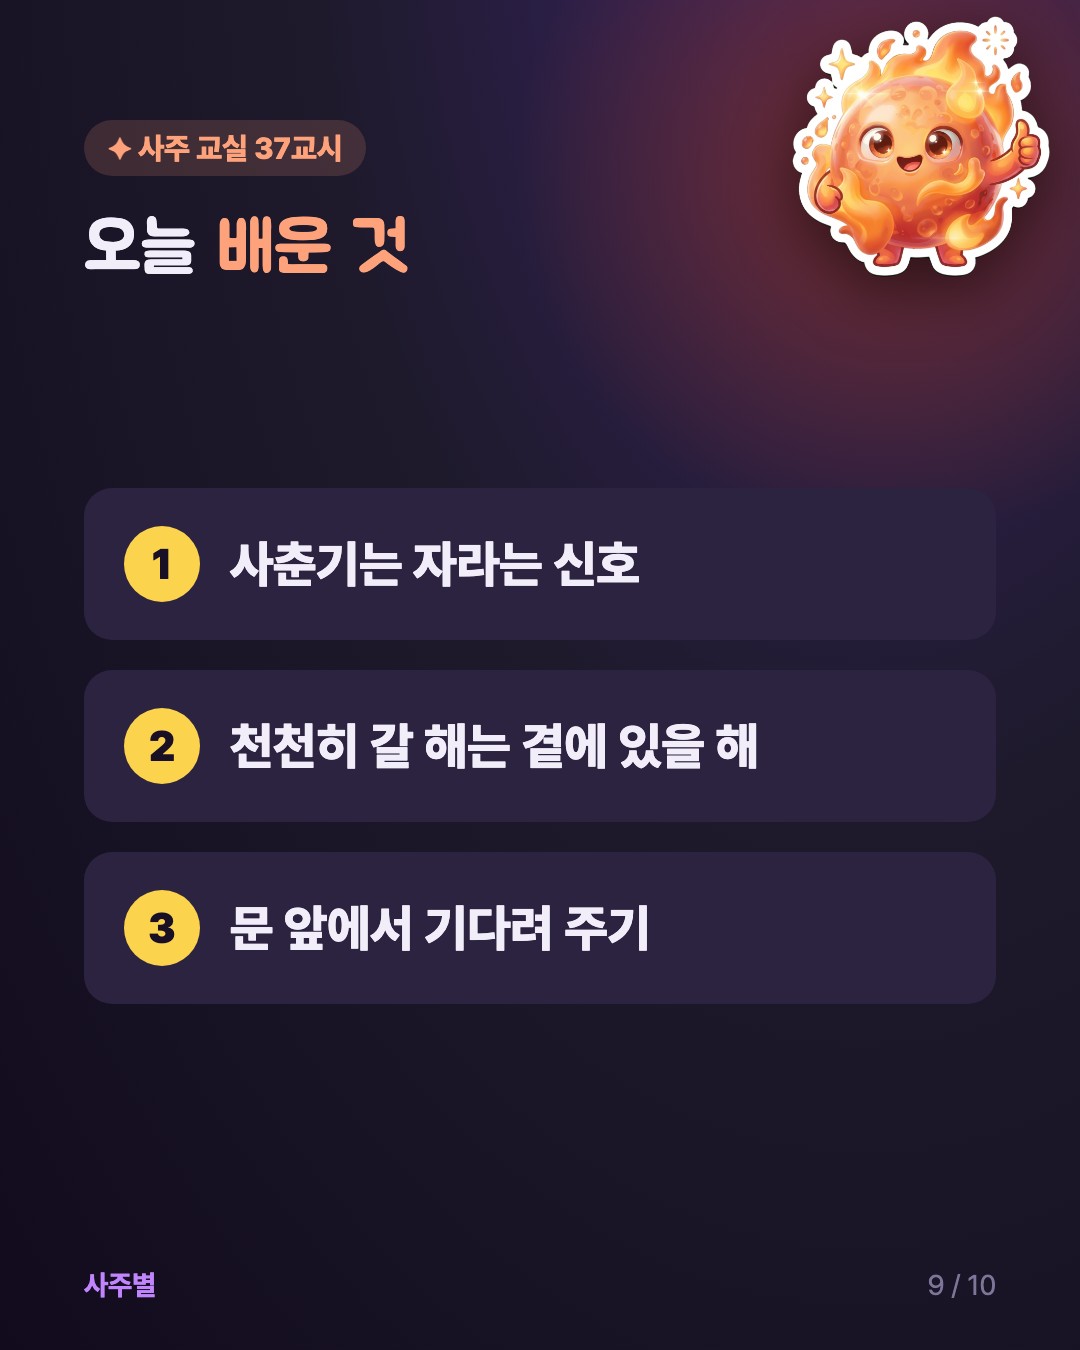 ✦ 사주 교실 37교시
오늘 배운 것
1 사춘기는 자라는 신호
2 천천히 갈 해는 곁에 있을 해
3 문 앞에서 기다려 주기
사주별
9 / 10